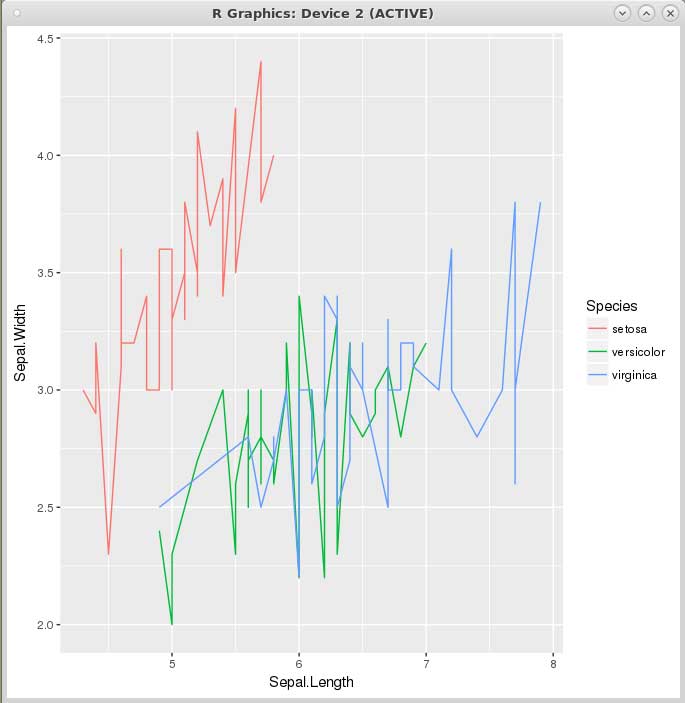 R Graphics: Device 2 (ACTIVE)
4.5
4.0
3.5
3.0
2.5
2.0
Sepal.Width
5 6 7 8
Sepal.Length
Species
setosa
versicolor
virginica